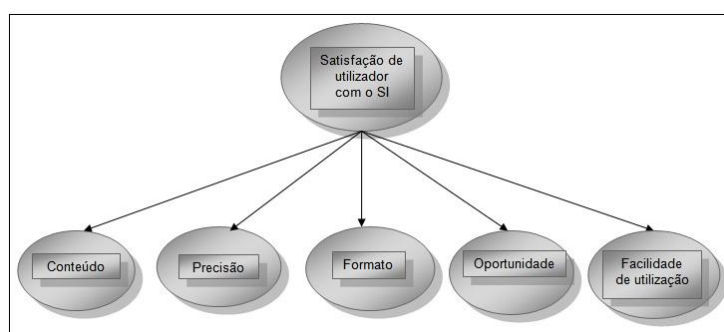 Satisfação de
utilizador
com o SI
Conteúdo
Precisão
Formato
Oportunidade
Facilidade
de utilização